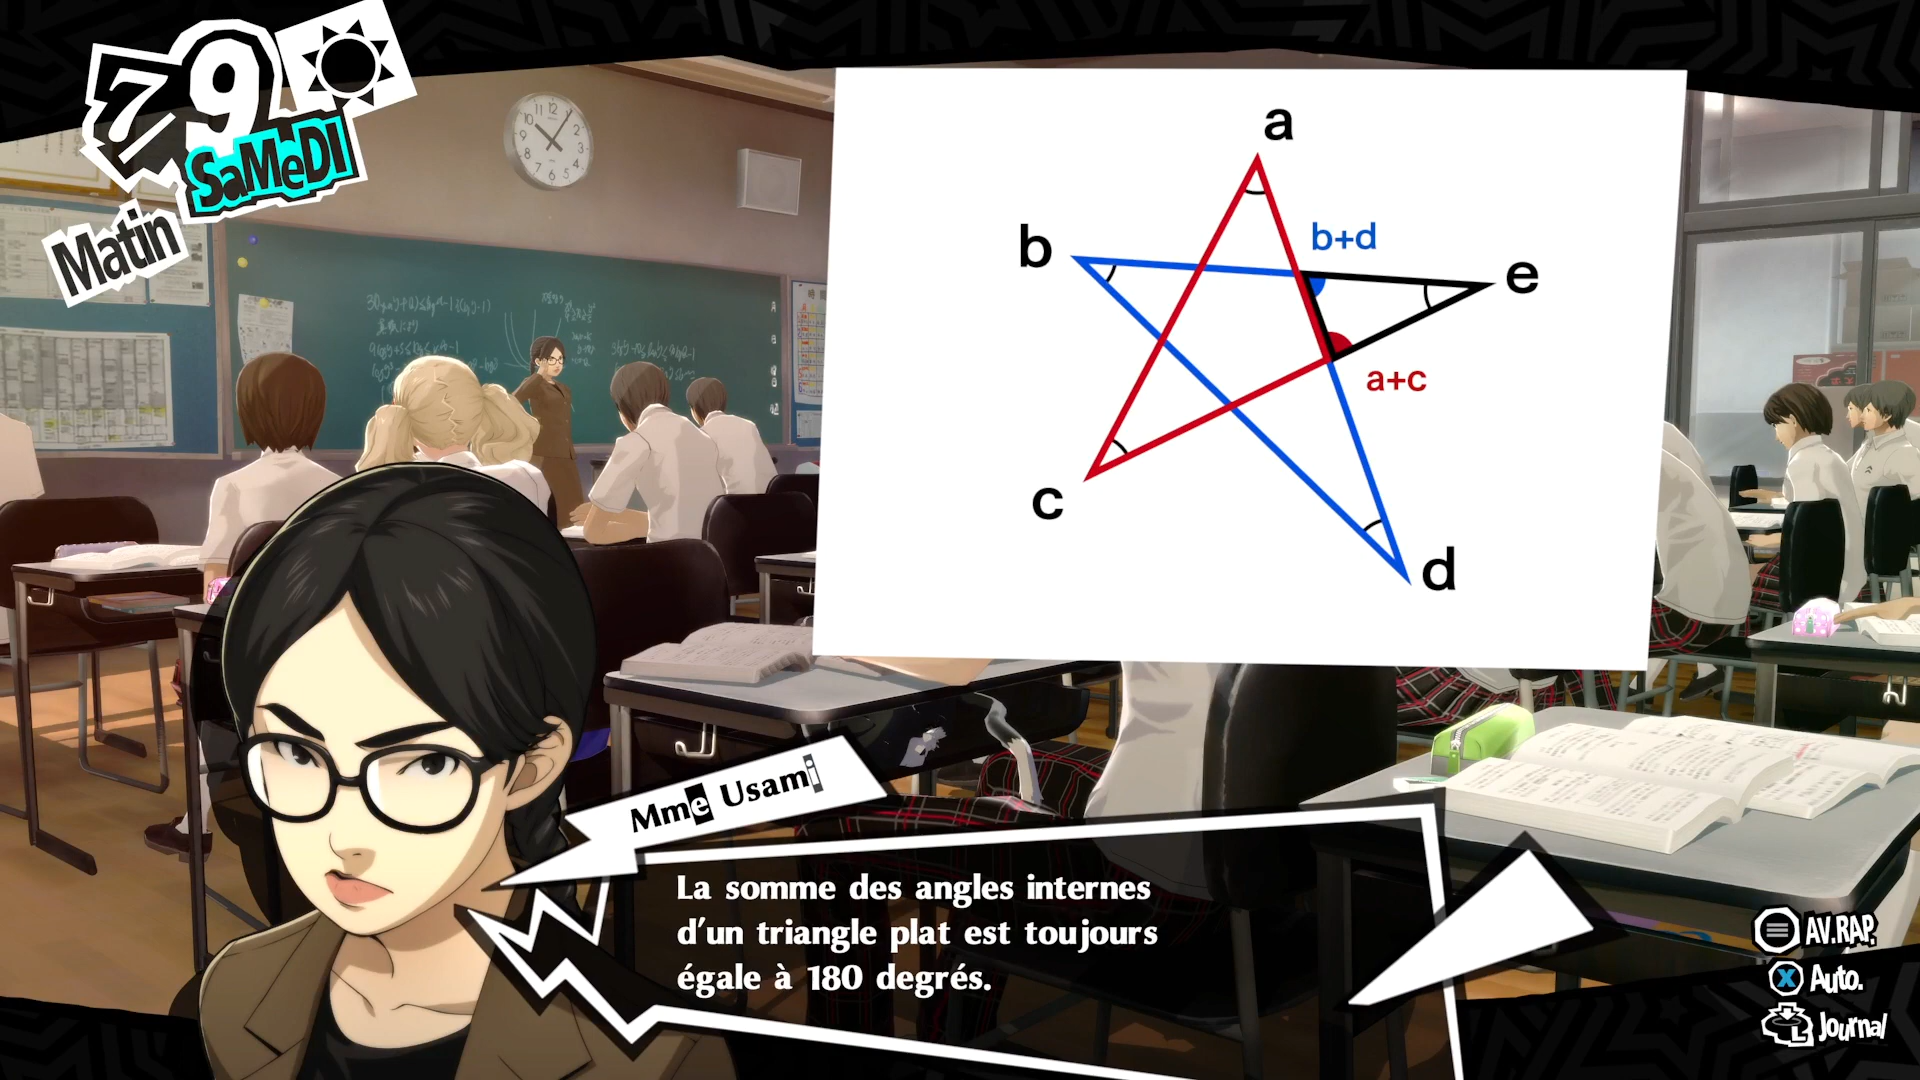 7 9
SaMeDI
Matin
a
b
b+d
e
a+c
c
d
Mme Usami
La somme des angles internes
d'un triangle plat est toujours
égale à 180 degrés.
AV.RAP.
X Auto.
L Journal